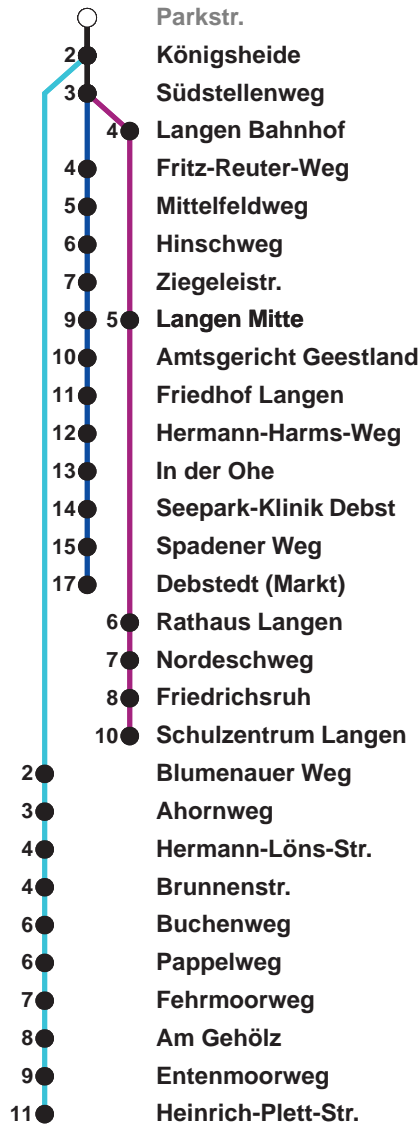 Parkstr.
2 Königsheide
3 Südstellenweg
4 Langen Bahnhof
4 Fritz-Reuter-Weg
5 Mittelfeldweg
6 Hinschweg
7 Ziegeleistr.
9 5 Langen Mitte
10 Amtsgericht Geestland
11 Friedhof Langen
12 Hermann-Harms-Weg
13 In der Ohe
14 Seepark-Klinik Debst
15 Spadener Weg
17 Debstedt (Markt)
6 Rathaus Langen
7 Nordeschweg
8 Friedrichsruh
10 Schulzentrum Langen
2 Blumenauer Weg
3 Ahornweg
4 Hermann-Löns-Str.
4 Brunnenstr.
6 Buchenweg
6 Pappelweg
7 Fehrmoorweg
8 Am Gehölz
9 Entenmoorweg
11 Heinrich-Plett-Str.